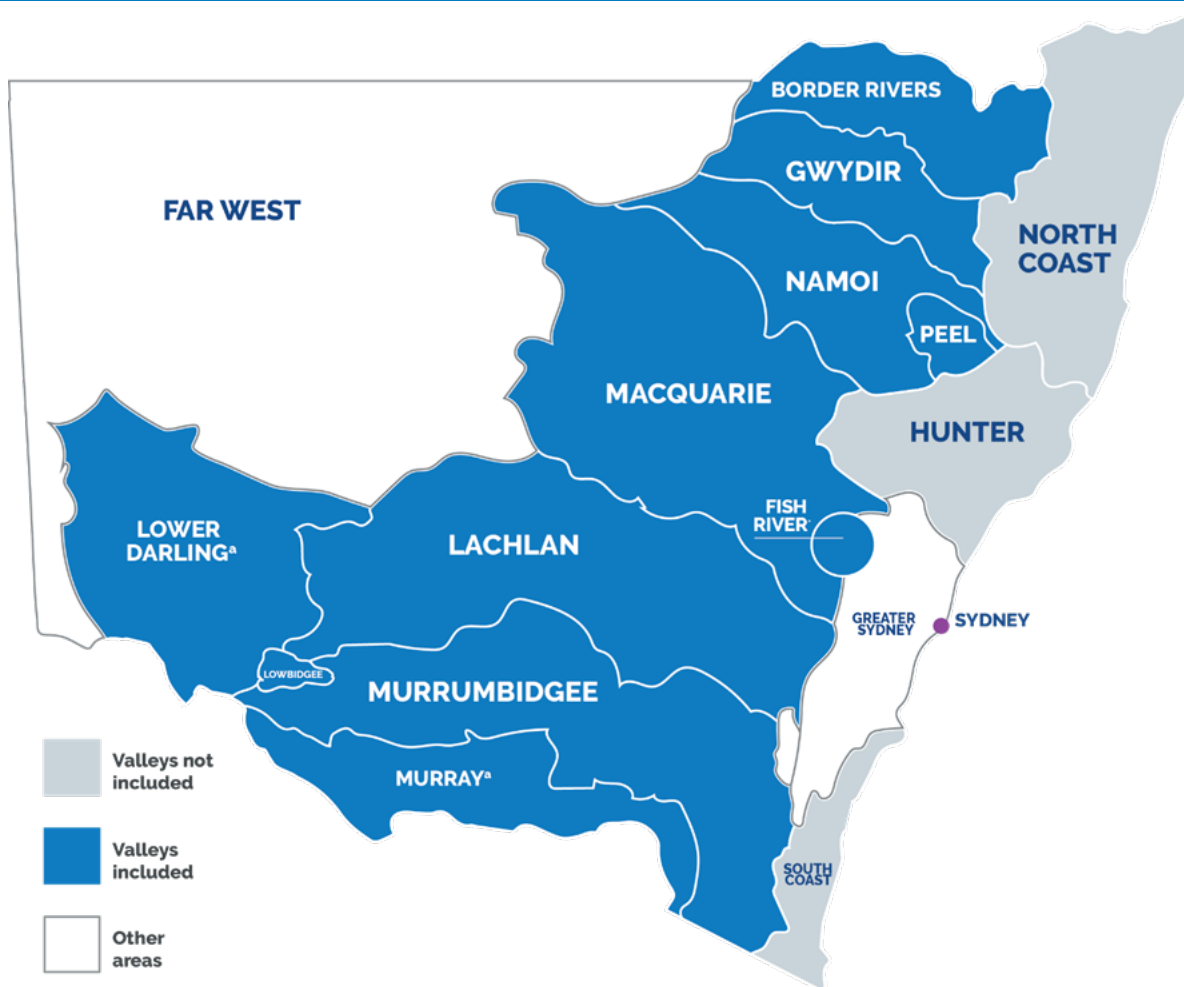 BORDER RIVERS
GWYDIR
FAR WEST
NORTH
COAST
NAMOI
PEEL
MACQUARIE
HUNTER
FISH
RIVER*
LOWER
DARLINGᵃ
LACHLAN
GREATER
SYDNEY
SYDNEY
LOWBIDGEE
MURRUMBIDGEE
MURRAYᵃ
SOUTH
COAST
Valleys not
included
Valleys
included
Other
areas